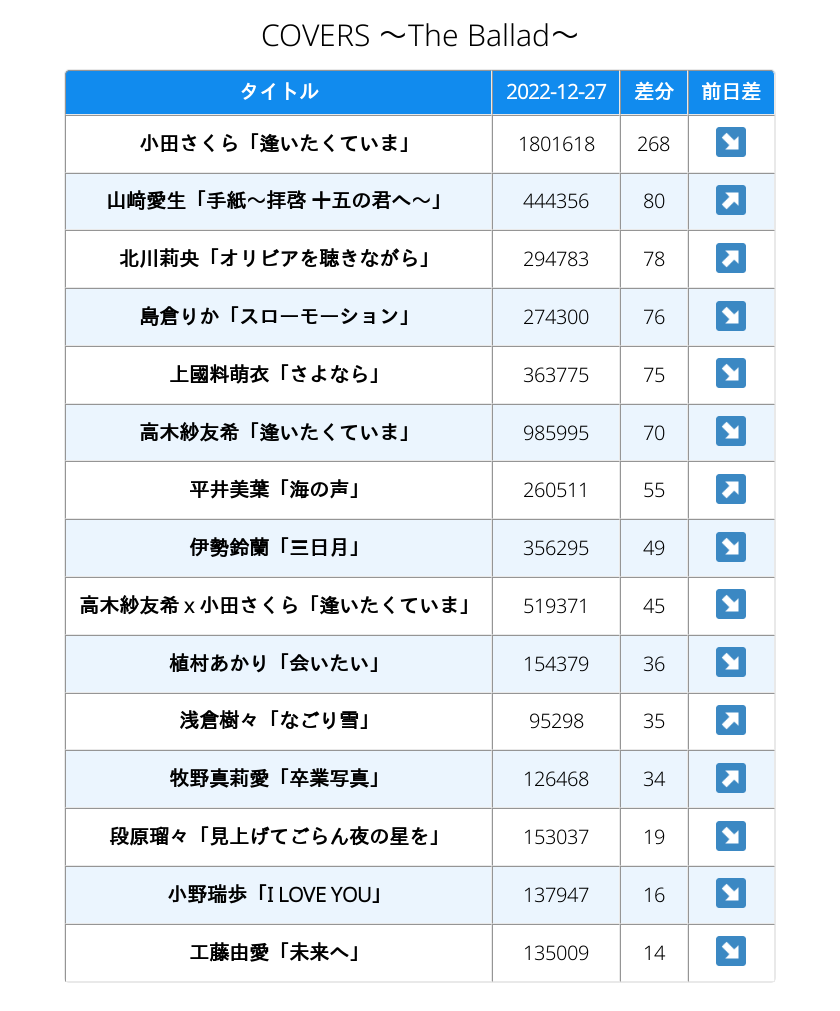 COVERS ～The Ballad～
タイトル 2022-12-27 差分 前日差
小田さくら「逢いたくていま」 1801618 268 ↘
山﨑愛生「手紙～拝啓 十五の君へ～」 444356 80 ↗
北川莉央「オリビアを聴きながら」 294783 78 ↗
島倉りか「スローモーション」 274300 76 ↘
上國料萌衣「さよなら」 363775 75 ↘
高木紗友希「逢いたくていま」 985995 70 ↘
平井美葉「海の声」 260511 55 ↗
伊勢鈴蘭「三日月」 356295 49 ↘
高木紗友希 x 小田さくら「逢いたくていま」 519371 45 ↘
植村あかり「会いたい」 154379 36 ↘
浅倉樹々「なごり雪」 95298 35 ↗
牧野真莉愛「卒業写真」 126468 34 ↗
段原瑠々「見上げてごらん夜の星を」 153037 19 ↘
小野瑞歩「I LOVE YOU」 137947 16 ↘
工藤由愛「未来へ」 135009 14 ↘